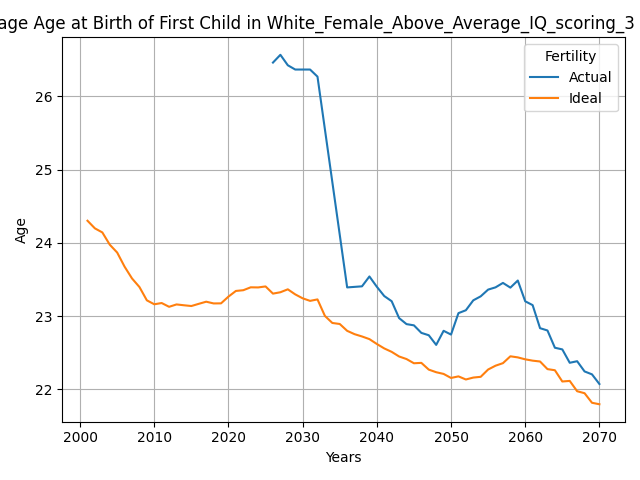 age Age at Birth of First Child in White_Female_Above_Average_IQ_scoring_3
Fertility
Actual
Ideal
26
25
24
23
22
Age
2000 2010 2020 2030 2040 2050 2060 2070
Years